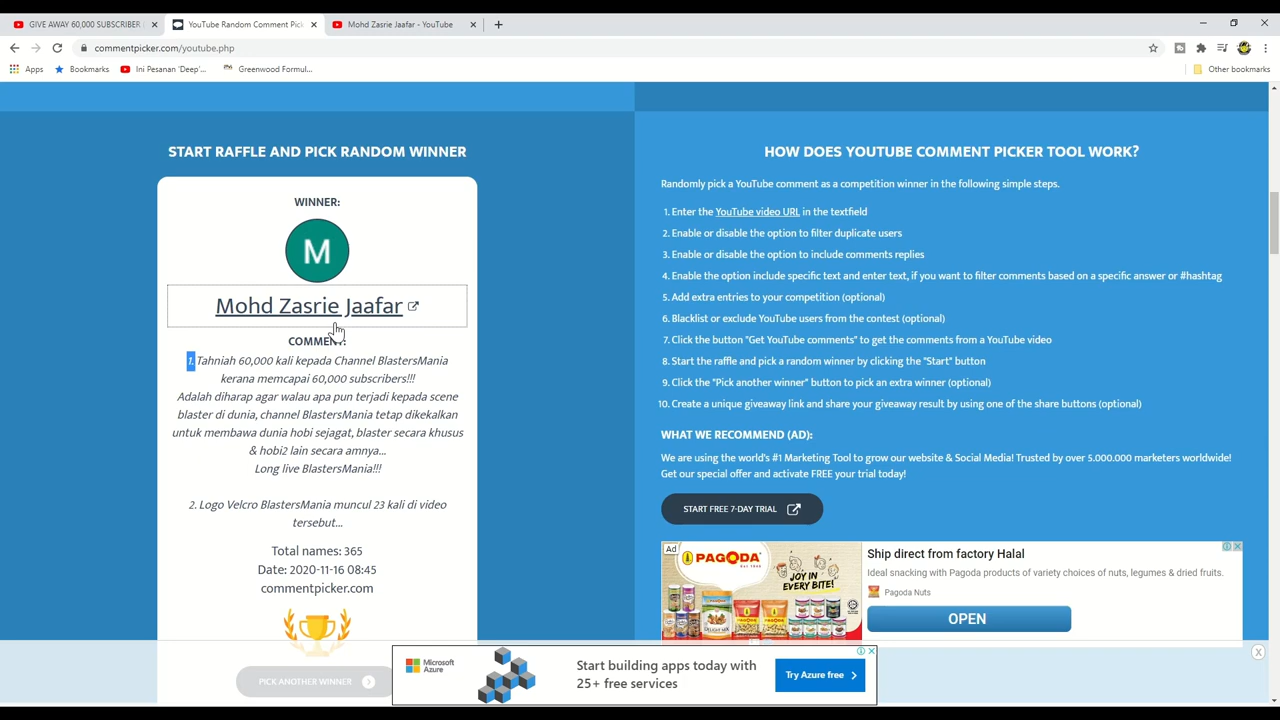 GIVE AWAY 60,000 SUBSCRIBER
YouTube Random Comment Pick
Mohd Zasrie Jaafar - YouTube
commentpicker.com/youtube.php
Apps
Bookmarks
Ini Pesanan 'Deep'...
Greenwood Formul...
Other bookmarks
START RAFFLE AND PICK RANDOM WINNER
WINNER:
M
Mohd Zasrie Jaafar
COMMENT:
1. Tahniah 60,000 kali kepada Channel BlastersMania
kerana memcapai 60,000 subscribers!!!
Adalah diharap agar walau apa pun terjadi kepada scene
blaster di dunia, channel BlastersMania tetap dikekalkan
untuk membawa dunia hobi sejagat, blaster secara khusus
& hobi2 lain secara amnya...
Long live BlastersMania!!!
2. Logo Velcro BlastersMania muncul 23 kali di video
tersebut...
Total names: 365
Date: 2020-11-16 08:45
commentpicker.com
PICK ANOTHER WINNER
HOW DOES YOUTUBE COMMENT PICKER TOOL WORK?
Randomly pick a YouTube comment as a competition winner in the following simple steps.
1. Enter the YouTube video URL in the textfield
2. Enable or disable the option to filter duplicate users
3. Enable or disable the option to include comments replies
4. Enable the option include specific text and enter text, if you want to filter comments based on a specific answer or #hashtag
5. Add extra entries to your competition (optional)
6. Blacklist or exclude YouTube users from the contest (optional)
7. Click the button "Get YouTube comments" to get the comments from a YouTube video
8. Start the raffle and pick a random winner by clicking the "Start" button
9. Click the "Pick another winner" button to pick an extra winner (optional)
10. Create a unique giveaway link and share your giveaway result by using one of the share buttons (optional)
WHAT WE RECOMMEND (AD):
We are using the world's #1 Marketing Tool to grow our website & Social Media! Trusted by over 5.000.000 marketers worldwide!
Get our special offer and activate FREE your trial today!
START FREE 7-DAY TRIAL
Ad
PAGODA
JOY IN
EVERY BITE!
Ship direct from factory Halal
Ideal snacking with Pagoda products of variety choices of nuts, legumes & dried fruits.
Pagoda Nuts
OPEN
Microsoft
Azure
Start building apps today with
25+ free services
Try Azure free